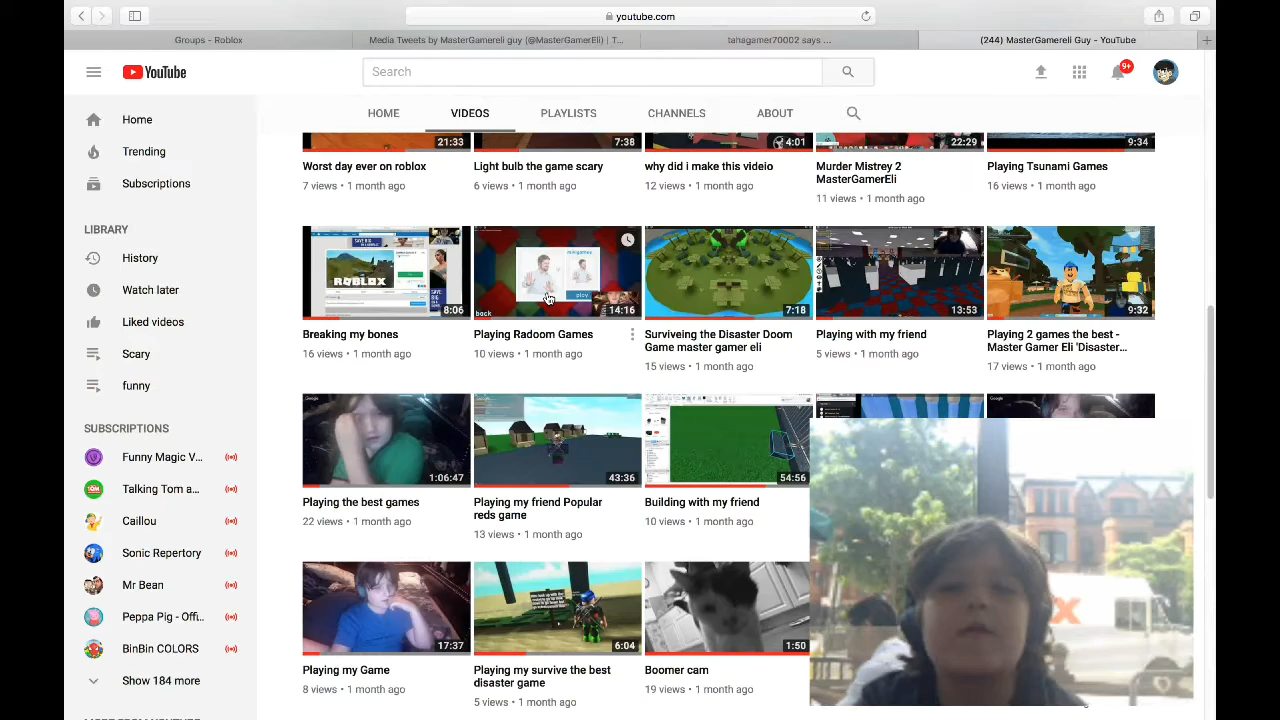 youtube.com
Groups - Roblox
Media Tweets by MasterGamereli guy (@MasterGamerEli) | T...
tahagamer70002 says ...
(244) MasterGamereli Guy - YouTube
YouTube
Search
9+
HOME
VIDEOS
PLAYLISTS
CHANNELS
ABOUT
Home
Trending
Subscriptions
LIBRARY
History
Watch later
Liked videos
Scary
funny
SUBSCRIPTIONS
Funny Magic V...
Talking Tom a...
Caillou
Sonic Repertory
Mr Bean
Peppa Pig - Offi...
BinBin COLORS
Show 184 more
21:33
7:38
4:01
22:29
9:34
Worst day ever on roblox
7 views • 1 month ago
Light bulb the game scary
6 views • 1 month ago
why did i make this videio
12 views • 1 month ago
Murder Mistrey 2
MasterGamerEli
11 views • 1 month ago
Playing Tsunami Games
16 views • 1 month ago
ROBLOX
8:06
minigames
play
back
14:16
7:18
13:53
9:32
Breaking my bones
16 views • 1 month ago
Playing Radoom Games
10 views • 1 month ago
Surviveing the Disaster Doom
Game master gamer eli
15 views • 1 month ago
Playing with my friend
5 views • 1 month ago
Playing 2 games the best -
Master Gamer Eli 'Disaster...
17 views • 1 month ago
Google
1:06:47
43:36
54:56
Google
Playing the best games
22 views • 1 month ago
Playing my friend Popular
reds game
13 views • 1 month ago
Building with my friend
10 views • 1 month ago
17:37
6:04
1:50
Playing my Game
8 views • 1 month ago
Playing my survive the best
disaster game
5 views • 1 month ago
Boomer cam
19 views • 1 month ago